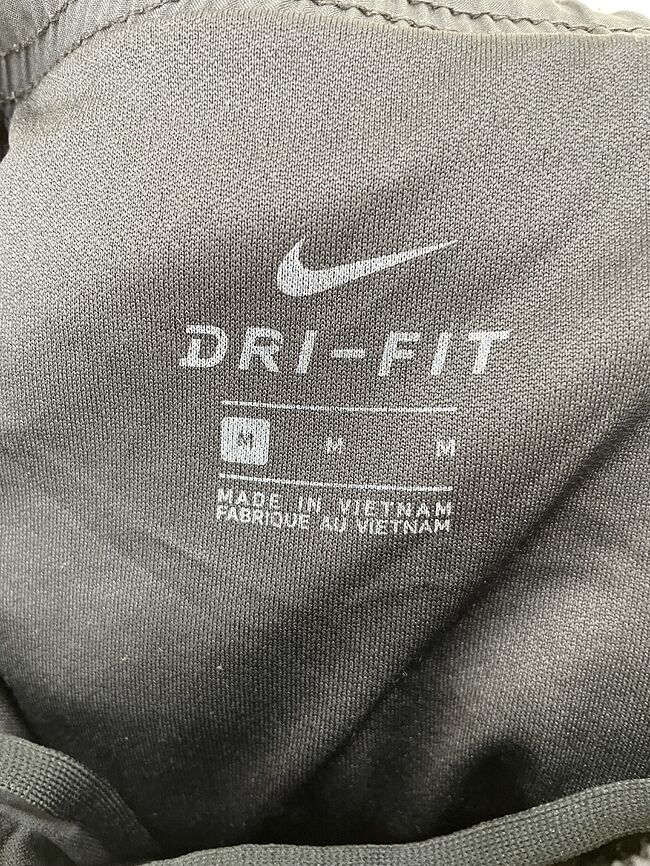 DRI-FIT
M M M
MADE IN VIETNAM
FABRIQUE AU VIETNAM